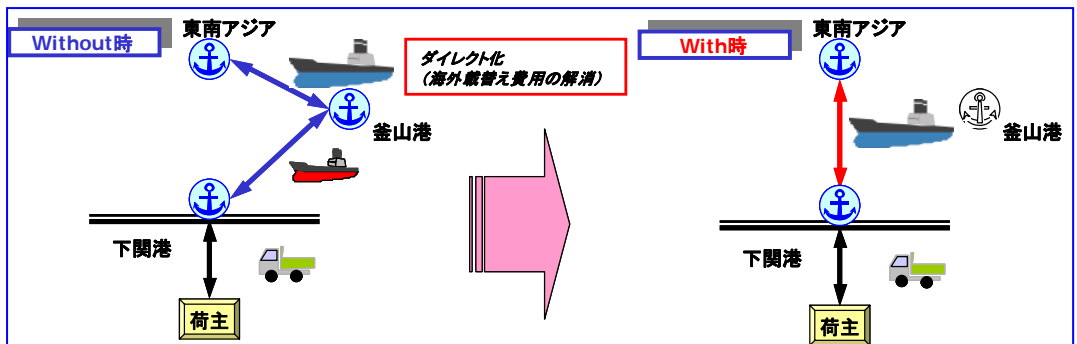 Without時
東南アジア
釜山港
下関港
荷主
ダイレクト化
(海外載替え費用の解消)
With時
東南アジア
釜山港
下関港
荷主